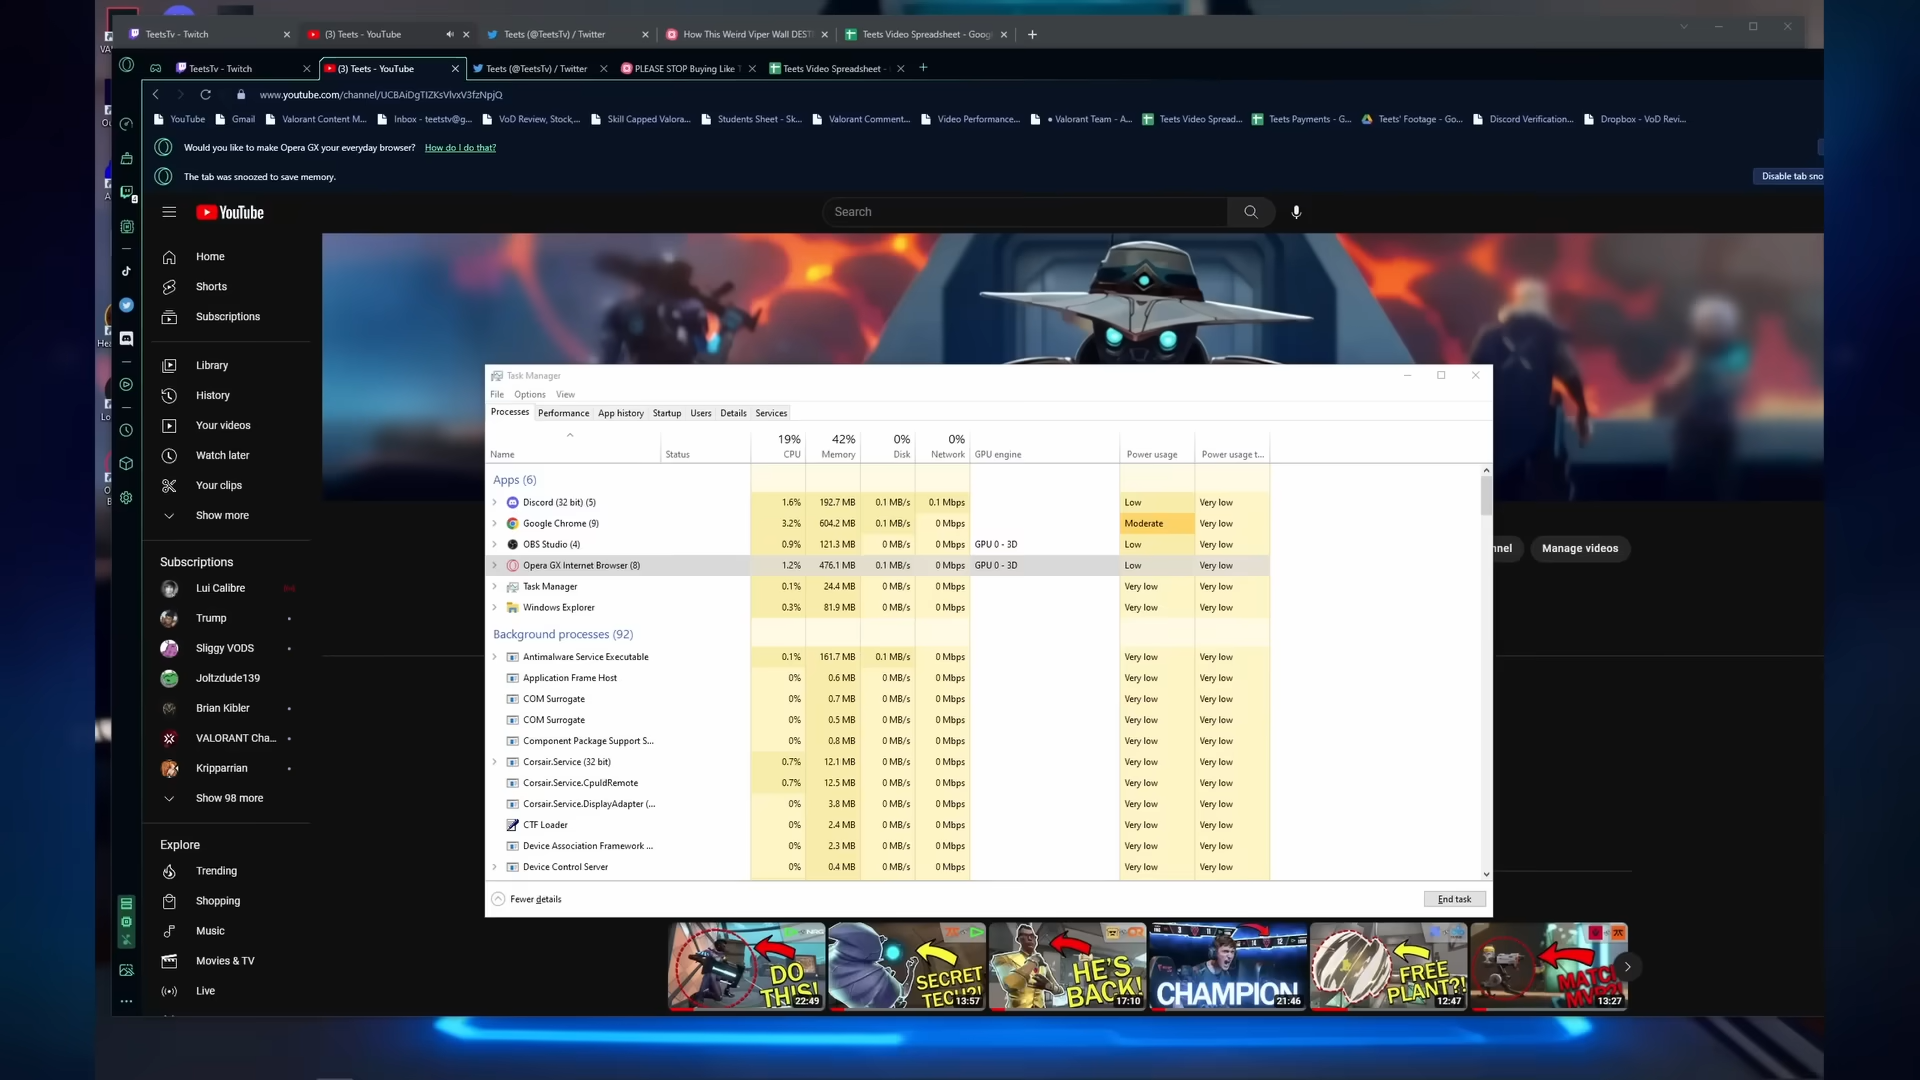 TeetsTv - Twitch
(3) Teets - YouTube
Teets (@TeetsTv) / Twitter
How This Weird Viper Wall DEST
Teets Video Spreadsheet - Goog
TeetsTv - Twitch
(3) Teets - YouTube
Teets (@TeetsTv) / Twitter
PLEASE STOP Buying Like
Teets Video Spreadsheet -
www.youtube.com/channel/UCBAiDgTIZKsVlvxV3fzNpjQ
YouTube
Gmail
Valorant Content M...
Inbox - teetstv@g...
VoD Review, Stock,...
Skill Capped Valora...
Students Sheet - Sk...
Valorant Comment...
Video Performance...
• Valorant Team - A...
Teets Video Spread...
Teets Payments - G...
Teets' Footage - Go...
Discord Verification...
Dropbox - VoD Revi...
Would you like to make Opera GX your everyday browser? How do I do that?
The tab was snoozed to save memory.
Disable tab sno
YouTube
Search
Home
Shorts
Subscriptions
Library
History
Your videos
Watch later
Your clips
Show more
Subscriptions
Lui Calibre
Trump
Sliggy VODS
Joltzdude139
Brian Kibler
VALORANT Cha...
Kripparrian
Show 98 more
Explore
Trending
Shopping
Music
Movies & TV
Live
nnel
Manage videos
Task Manager
File Options View
Processes Performance App history Startup Users Details Services
19% 42% 0% 0%
Name Status CPU Memory Disk Network GPU engine Power usage Power usage t...
Apps (6)
Discord (32 bit) (5) 1.6% 192.7 MB 0.1 MB/s 0.1 Mbps Low Very low
Google Chrome (9) 3.2% 604.2 MB 0.1 MB/s 0 Mbps Moderate Very low
OBS Studio (4) 0.9% 121.3 MB 0 MB/s 0 Mbps GPU 0 - 3D Low Very low
Opera GX Internet Browser (8) 1.2% 476.1 MB 0.1 MB/s 0 Mbps GPU 0 - 3D Low Very low
Task Manager 0.1% 24.4 MB 0 MB/s 0 Mbps Very low Very low
Windows Explorer 0.3% 81.9 MB 0 MB/s 0 Mbps Very low Very low
Background processes (92)
Antimalware Service Executable 0.1% 161.7 MB 0.1 MB/s 0 Mbps Very low Very low
Application Frame Host 0% 0.6 MB 0 MB/s 0 Mbps Very low Very low
COM Surrogate 0% 0.7 MB 0 MB/s 0 Mbps Very low Very low
COM Surrogate 0% 0.5 MB 0 MB/s 0 Mbps Very low Very low
Component Package Support S... 0% 0.8 MB 0 MB/s 0 Mbps Very low Very low
Corsair.Service (32 bit) 0.7% 12.1 MB 0 MB/s 0 Mbps Very low Very low
Corsair.Service.CpuIdRemote 0.7% 12.5 MB 0 MB/s 0 Mbps Very low Very low
Corsair.Service.DisplayAdapter (... 0% 3.8 MB 0 MB/s 0 Mbps Very low Very low
CTF Loader 0% 2.4 MB 0 MB/s 0 Mbps Very low Very low
Device Association Framework ... 0% 2.3 MB 0 MB/s 0 Mbps Very low Very low
Device Control Server 0% 0.4 MB 0 MB/s 0 Mbps Very low Very low
Fewer details
End task
DO THIS! 22:49
SECRET TECH?! 13:57
HE'S BACK! 17:10
CHAMPION 21:46
FREE PLANT?! 12:47
MATCH MVP?! 13:27